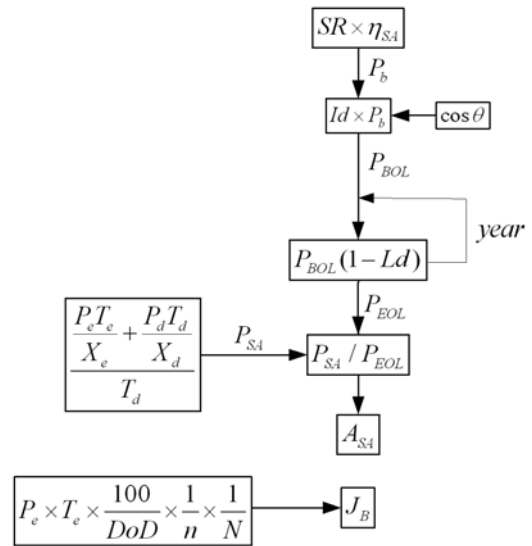 SR × η_SA
P_b
Id × P_b
cos θ
P_BOL
year
P_BOL (1 − Ld)
P_EOL
(P_e T_e / X_e + P_d T_d / X_d) / T_d
P_SA
P_SA / P_EOL
A_SA
P_e × T_e × 100/DoD × 1/n × 1/N
J_B